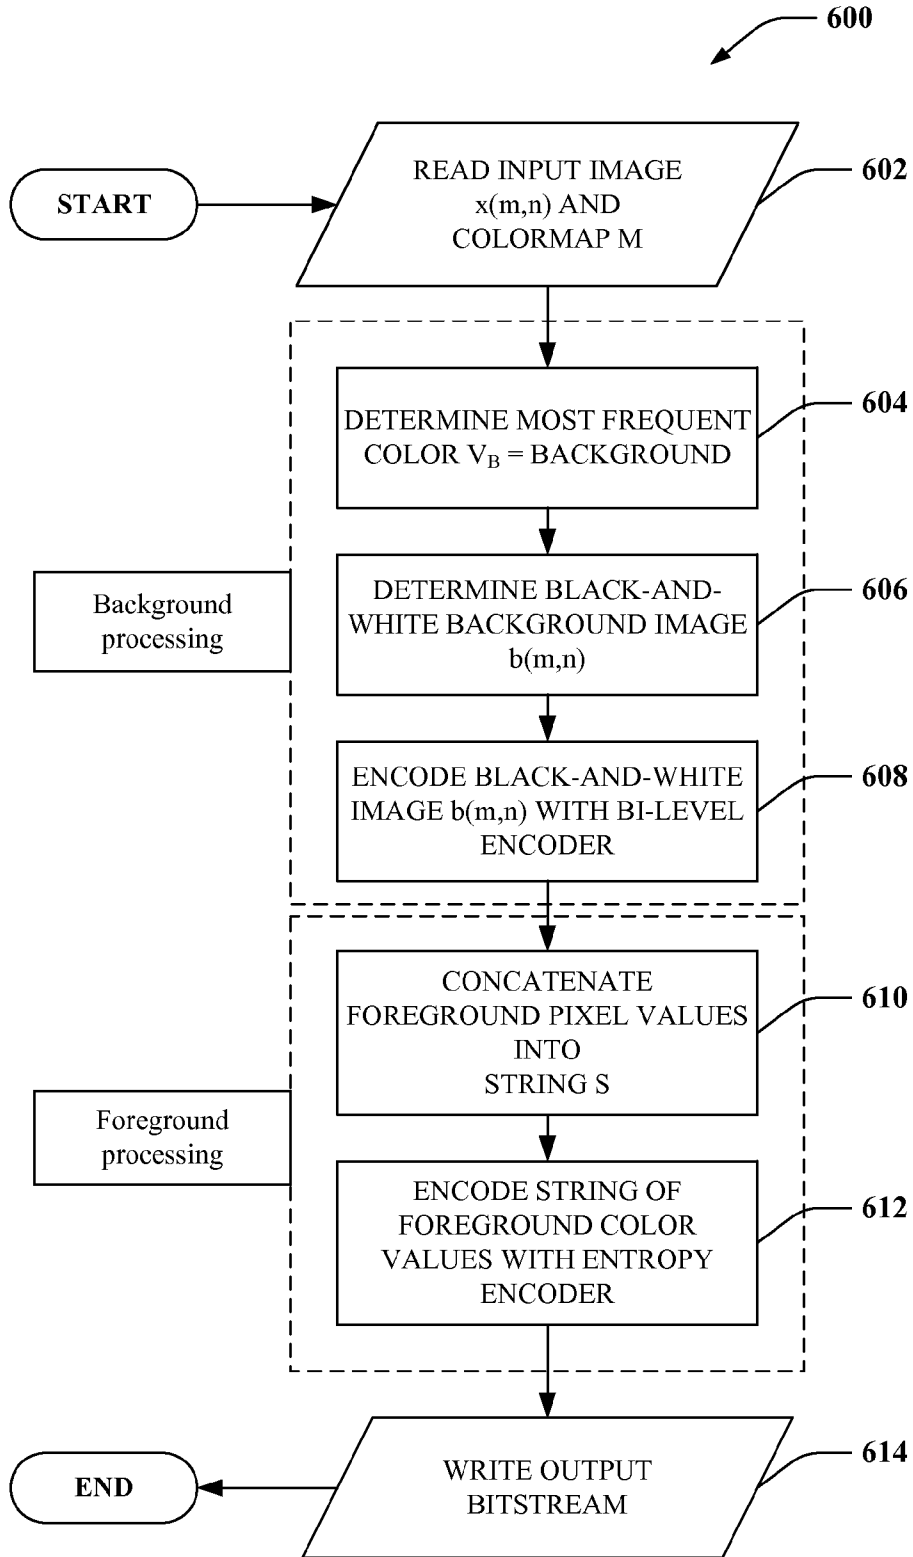 600
READ INPUT IMAGE
x(m,n) AND
COLORMAP M
602
START
DETERMINE MOST FREQUENT
COLOR V_B = BACKGROUND
604
DETERMINE BLACK-AND-
WHITE BACKGROUND IMAGE
b(m,n)
606
Background
processing
ENCODE BLACK-AND-WHITE
IMAGE b(m,n) WITH BI-LEVEL
ENCODER
608
CONCATENATE
FOREGROUND PIXEL VALUES
INTO
STRING S
610
Foreground
processing
ENCODE STRING OF
FOREGROUND COLOR
VALUES WITH ENTROPY
ENCODER
612
WRITE OUTPUT
BITSTREAM
614
END